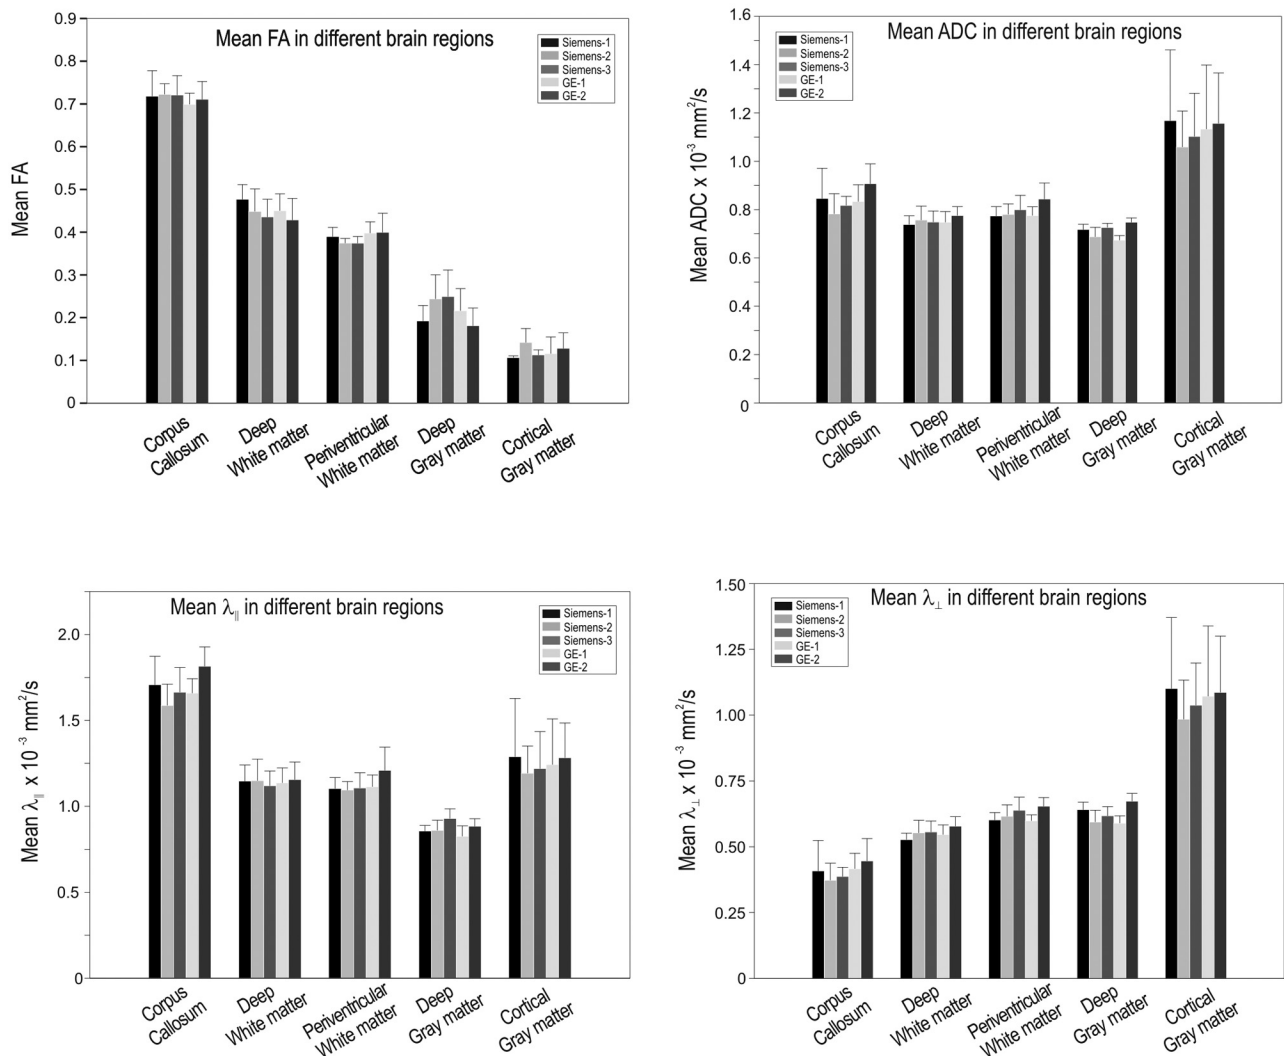 Mean FA in different brain regions
Siemens-1
Siemens-2
Siemens-3
GE-1
GE-2
Mean FA
0.9
0.8
0.7
0.6
0.5
0.4
0.3
0.2
0.1
0
Corpus
Callosum
Deep
White matter
Periventricular
White matter
Deep
Gray matter
Cortical
Gray matter
Mean ADC in different brain regions
Siemens-1
Siemens-2
Siemens-3
GE-1
GE-2
Mean ADC x 10⁻³ mm²/s
1.6
1.4
1.2
1.0
0.8
0.6
0.4
0.2
0
Corpus
Callosum
Deep
White matter
Periventricular
White matter
Deep
Gray matter
Cortical
Gray matter
Mean λ∥ in different brain regions
Siemens-1
Siemens-2
Siemens-3
GE-1
GE-2
Mean λ∥ x 10⁻³ mm²/s
2.0
1.5
1.0
0.5
0
Corpus
Callosum
Deep
White matter
Periventricular
White matter
Deep
Gray matter
Cortical
Gray matter
Mean λ⊥ in different brain regions
Siemens-1
Siemens-2
Siemens-3
GE-1
GE-2
Mean λ⊥ x 10⁻³ mm²/s
1.50
1.25
1.00
0.75
0.50
0.25
0
Corpus
Callosum
Deep
White matter
Periventricular
White matter
Deep
Gray matter
Cortical
Gray matter